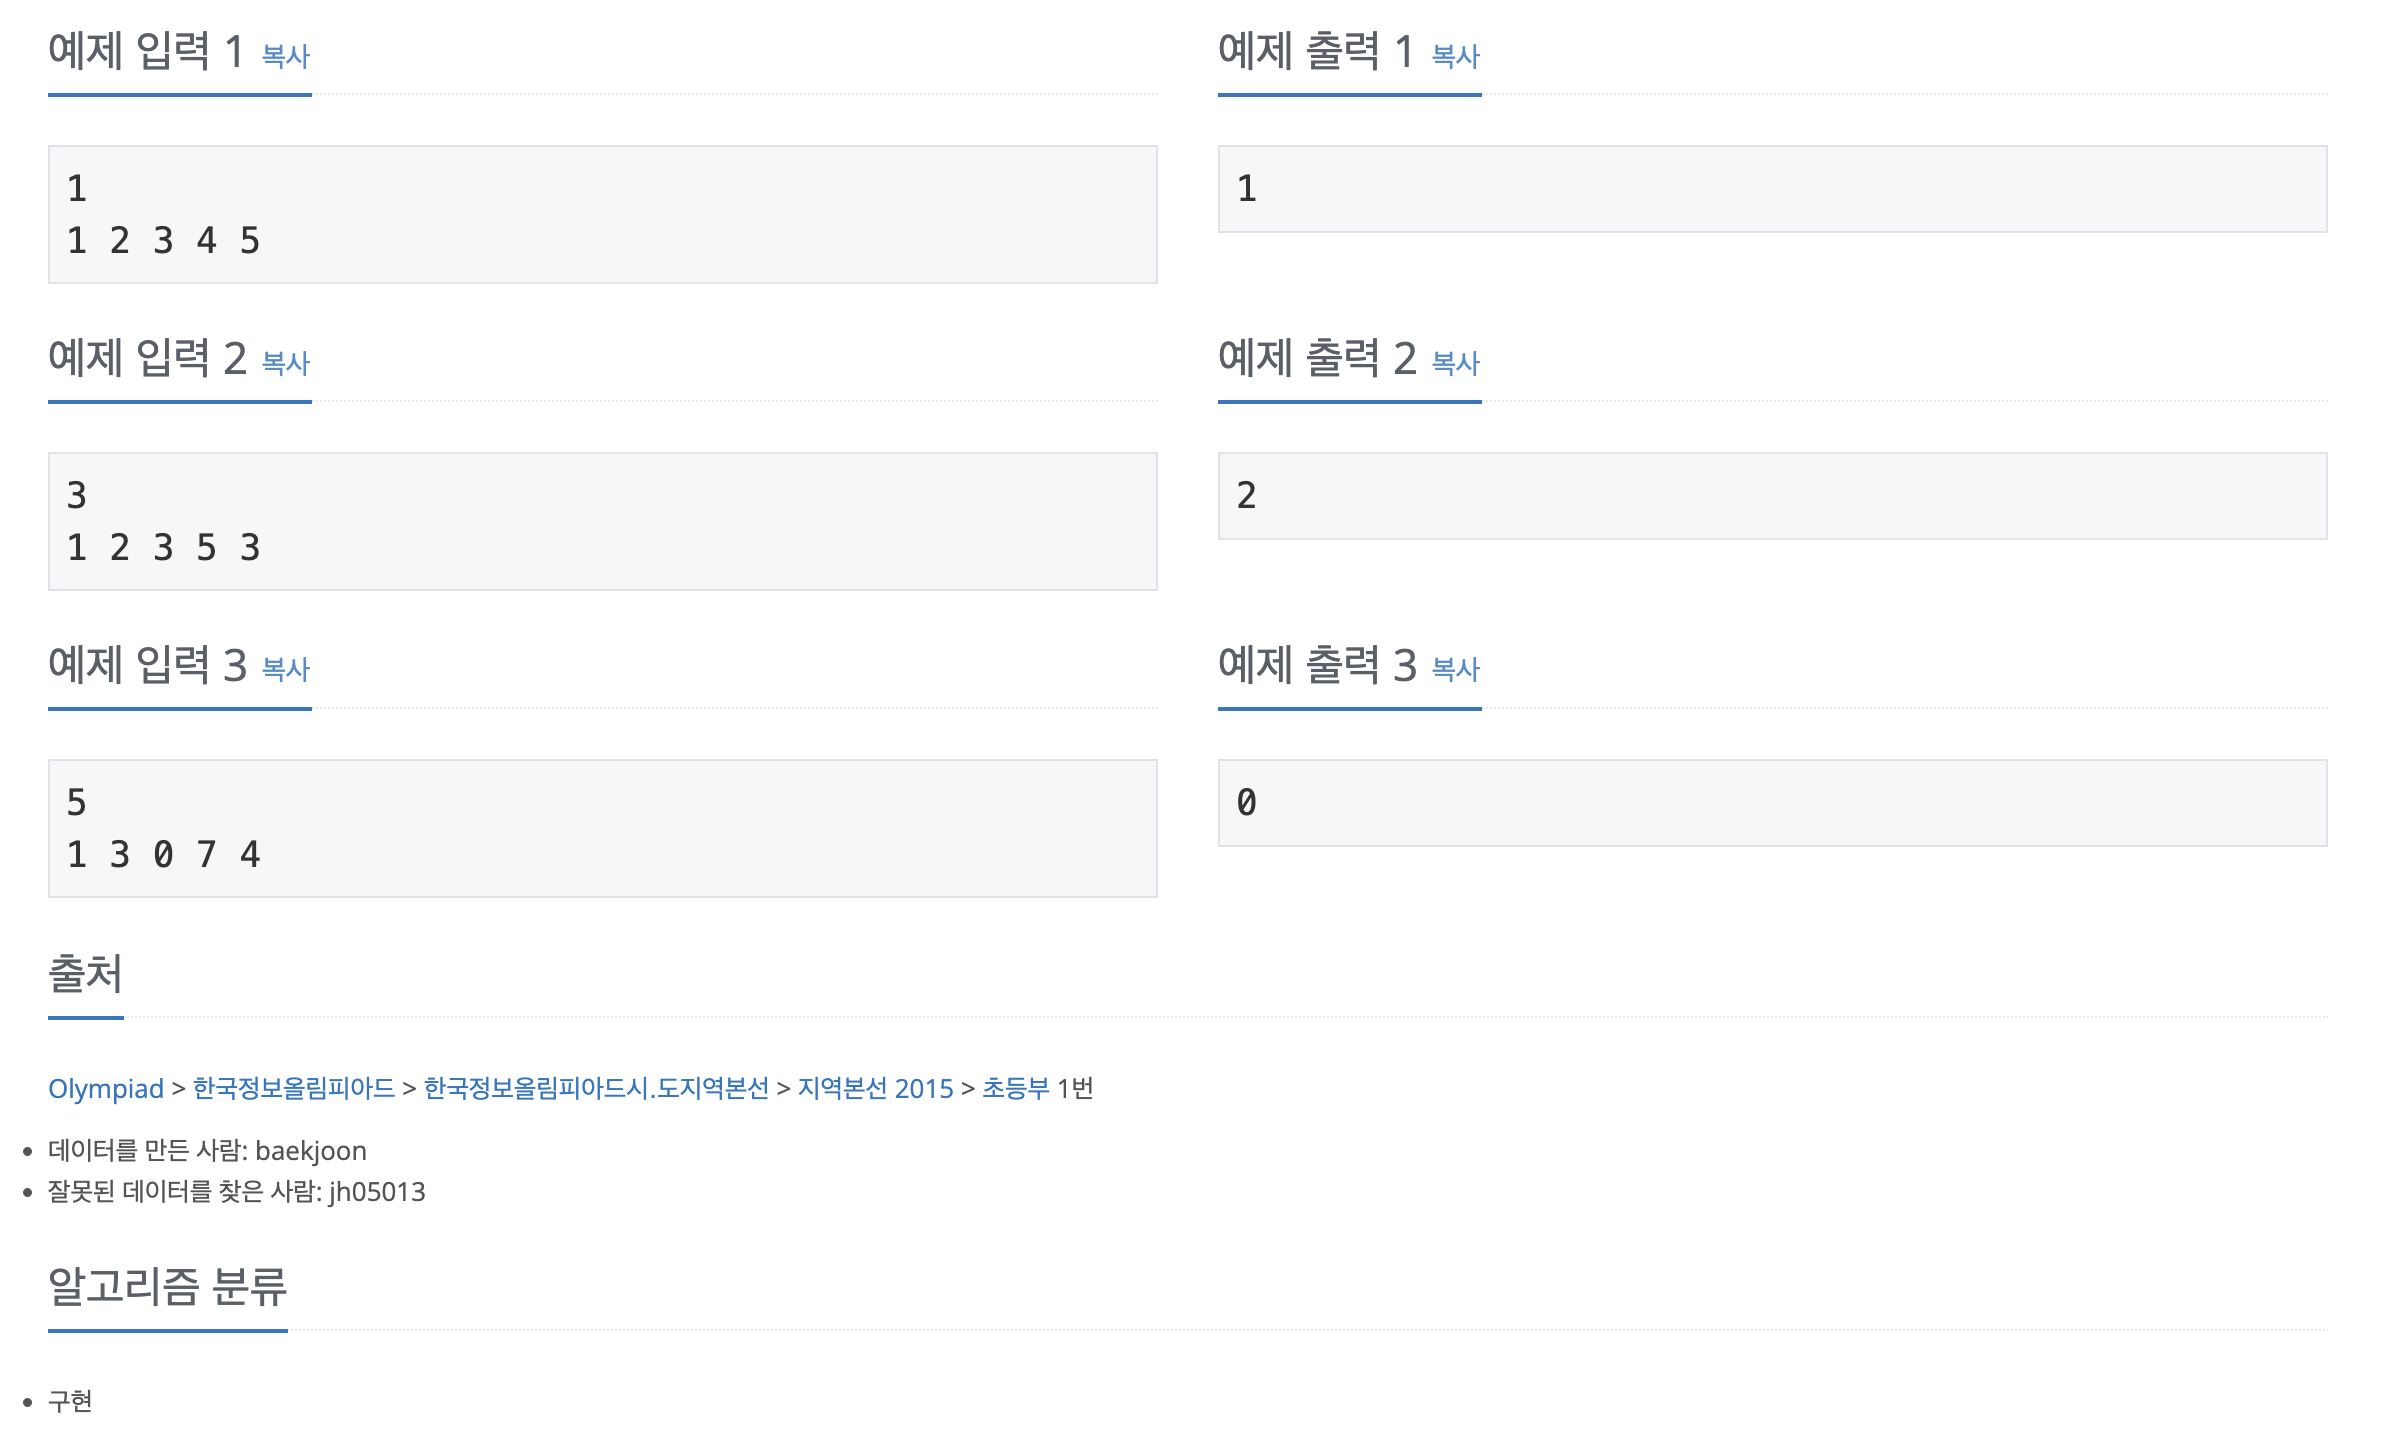 예제 입력 1 복사
1
1 2 3 4 5
예제 출력 1 복사
1
예제 입력 2 복사
3
1 2 3 5 3
예제 출력 2 복사
2
예제 입력 3 복사
5
1 3 0 7 4
예제 출력 3 복사
0
출처
Olympiad > 한국정보올림피아드 > 한국정보올림피아드시.도지역본선 > 지역본선 2015 > 초등부 1번
데이터를 만든 사람: baekjoon
잘못된 데이터를 찾은 사람: jh05013
알고리즘 분류
구현